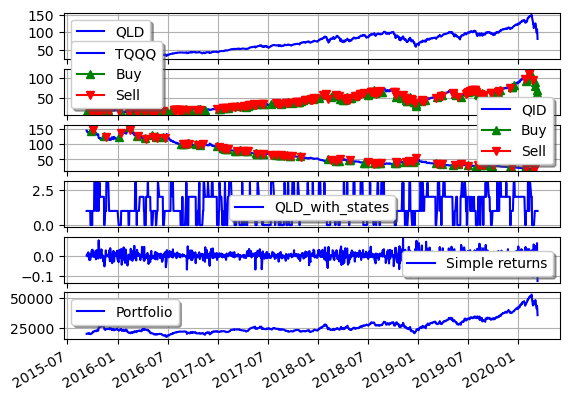 150
100
50
QLD
TQQQ
Buy
Sell
100
50
QID
Buy
Sell
150
100
50
2.5
0.0
QLD_with_states
0.0
−0.1
Simple returns
50000
25000
Portfolio
2015-07
2016-01
2016-07
2017-01
2017-07
2018-01
2018-07
2019-01
2019-07
2020-01